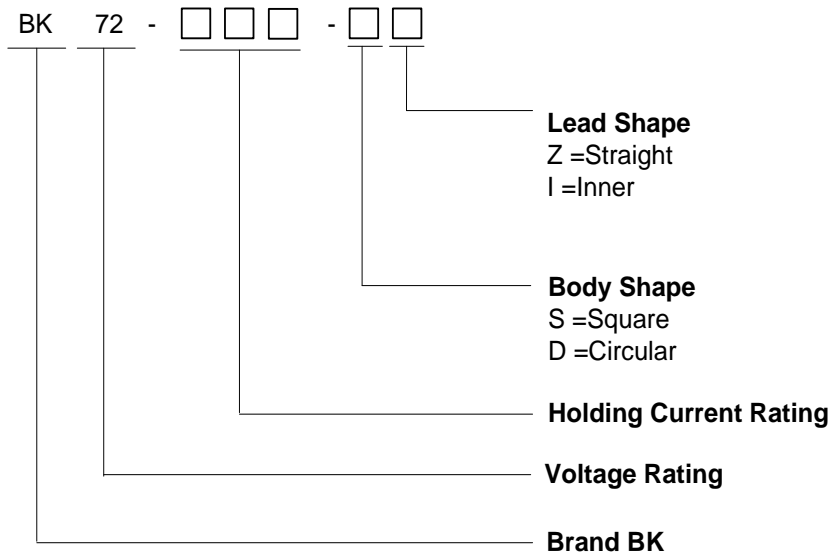 BK 72 - □ □ □ - □ □
Lead Shape
Z =Straight
I =Inner
Body Shape
S =Square
D =Circular
Holding Current Rating
Voltage Rating
Brand BK